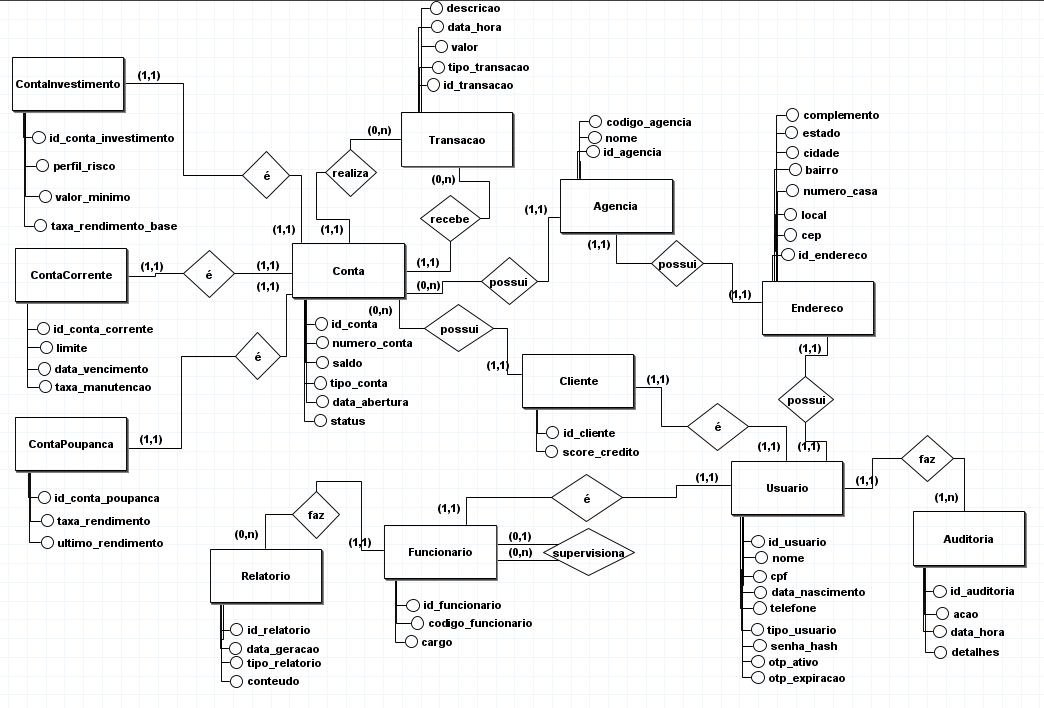 descricao
data_hora
valor
tipo_transacao
id_transacao
(0,n)
Transacao
(0,n)
realiza
recebe
(1,1)
(1,1)
ContaInvestimento
(1,1)
id_conta_investimento
perfil_risco
valor_minimo
taxa_rendimento_base
é
(1,1)
codigo_agencia
nome
id_agencia
Agencia
(1,1)
(1,1)
possui
(1,1)
complemento
estado
cidade
bairro
numero_casa
local
cep
id_endereco
Endereco
(1,1)
possui
(1,1)
ContaCorrente
(1,1)
é
(1,1)
(1,1)
Conta
(0,n)
possui
(0,n)
possui
(1,1)
id_conta
numero_conta
saldo
tipo_conta
data_abertura
status
id_conta_corrente
limite
data_vencimento
taxa_manutencao
é
ContaPoupanca
(1,1)
id_conta_poupanca
taxa_rendimento
ultimo_rendimento
Cliente
(1,1)
id_cliente
score_credito
é
(1,1)
Usuario
(1,1)
(1,1)
é
(1,1)
faz
(1,n)
Auditoria
id_auditoria
acao
data_hora
detalhes
id_usuario
nome
cpf
data_nascimento
telefone
tipo_usuario
senha_hash
otp_ativo
otp_expiracao
Funcionario
(0,1)
(0,n)
supervisiona
id_funcionario
codigo_funcionario
cargo
(1,1)
faz
(0,n)
Relatorio
id_relatorio
data_geracao
tipo_relatorio
conteudo